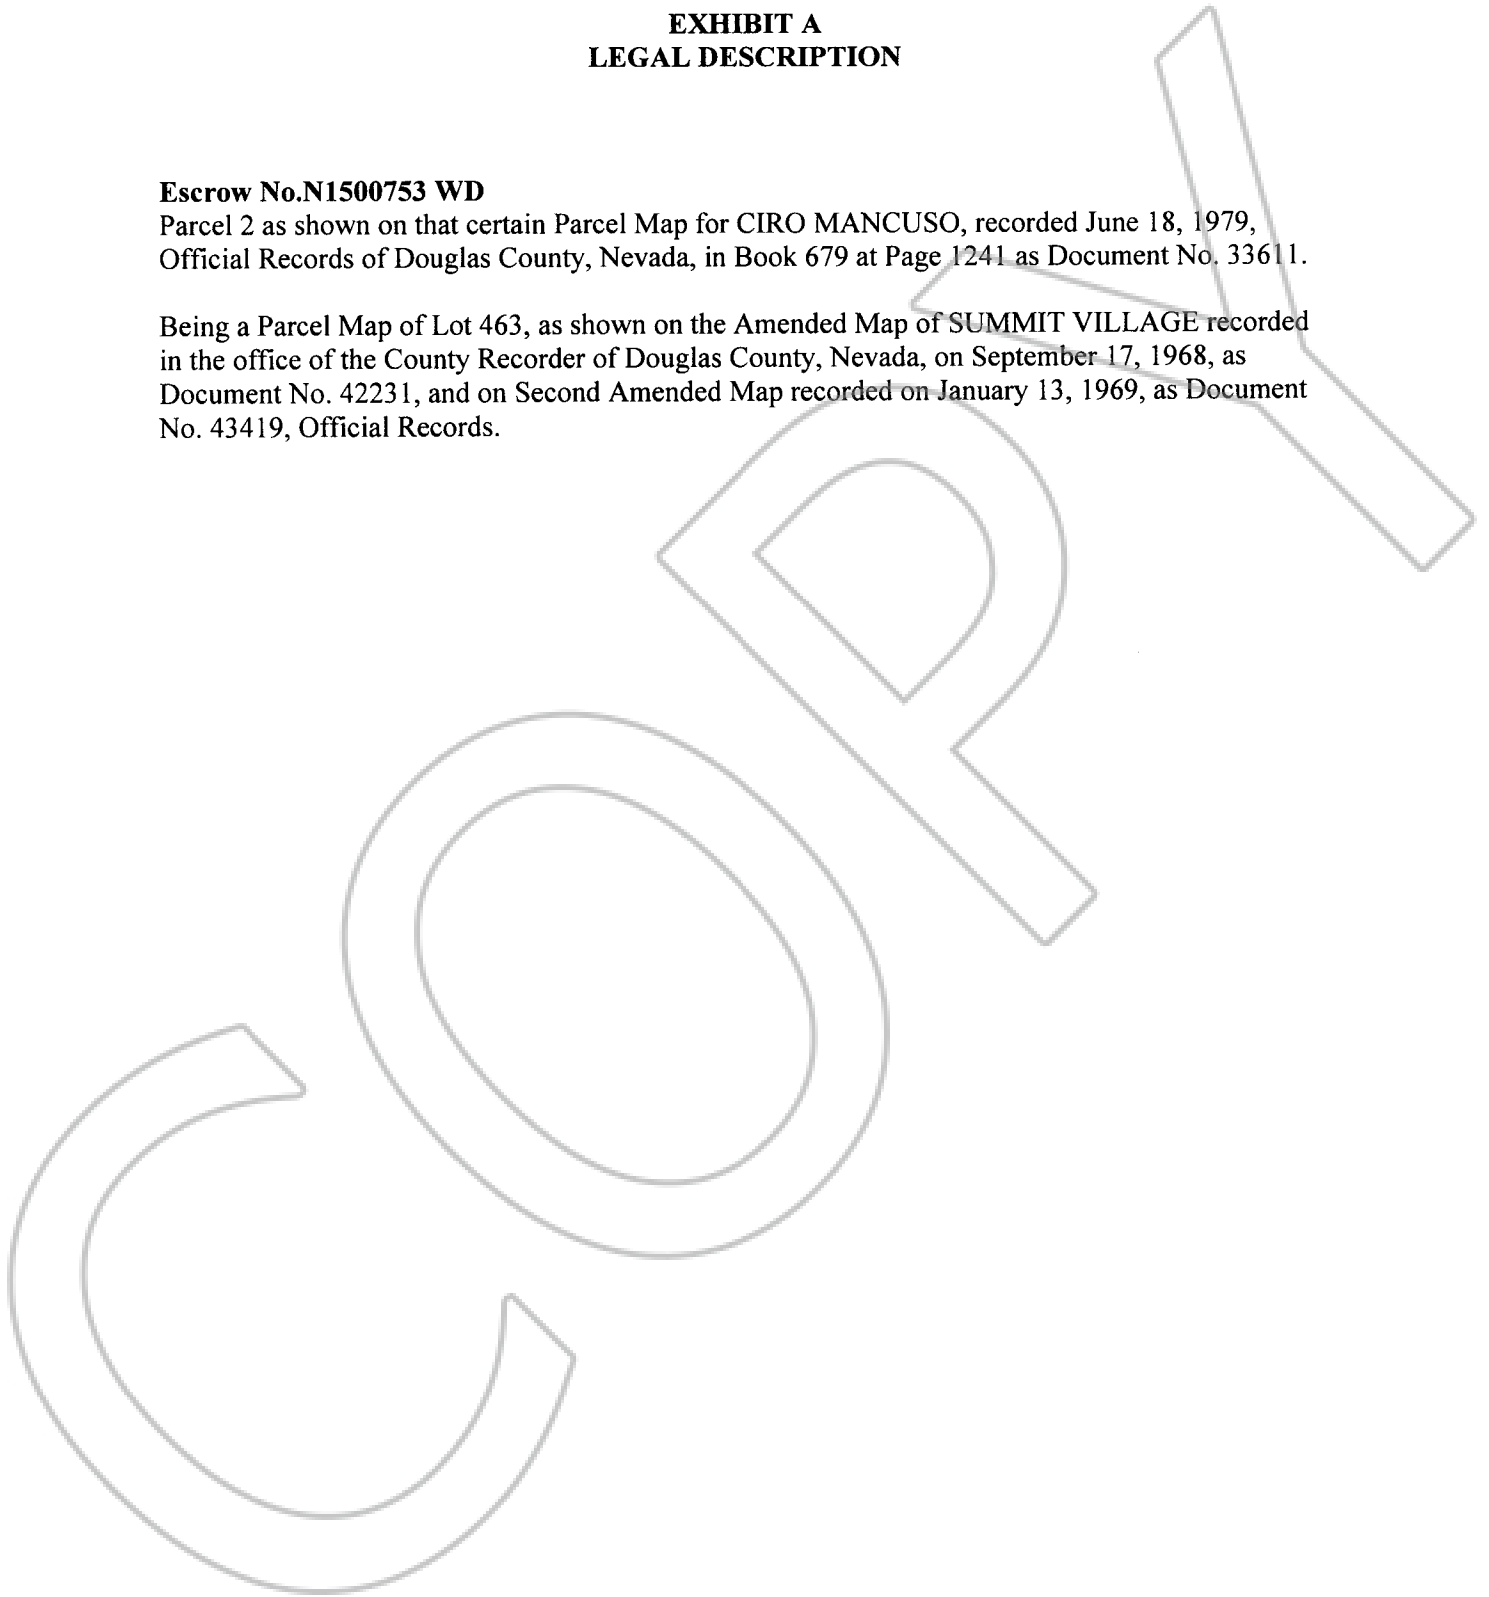 EXHIBIT A
LEGAL DESCRIPTION
Escrow No.N1500753 WD
Parcel 2 as shown on that certain Parcel Map for CIRO MANCUSO, recorded June 18, 1979,
Official Records of Douglas County, Nevada, in Book 679 at Page 1241 as Document No. 33611.
Being a Parcel Map of Lot 463, as shown on the Amended Map of SUMMIT VILLAGE recorded
in the office of the County Recorder of Douglas County, Nevada, on September 17, 1968, as
Document No. 42231, and on Second Amended Map recorded on January 13, 1969, as Document
No. 43419, Official Records.
COPY